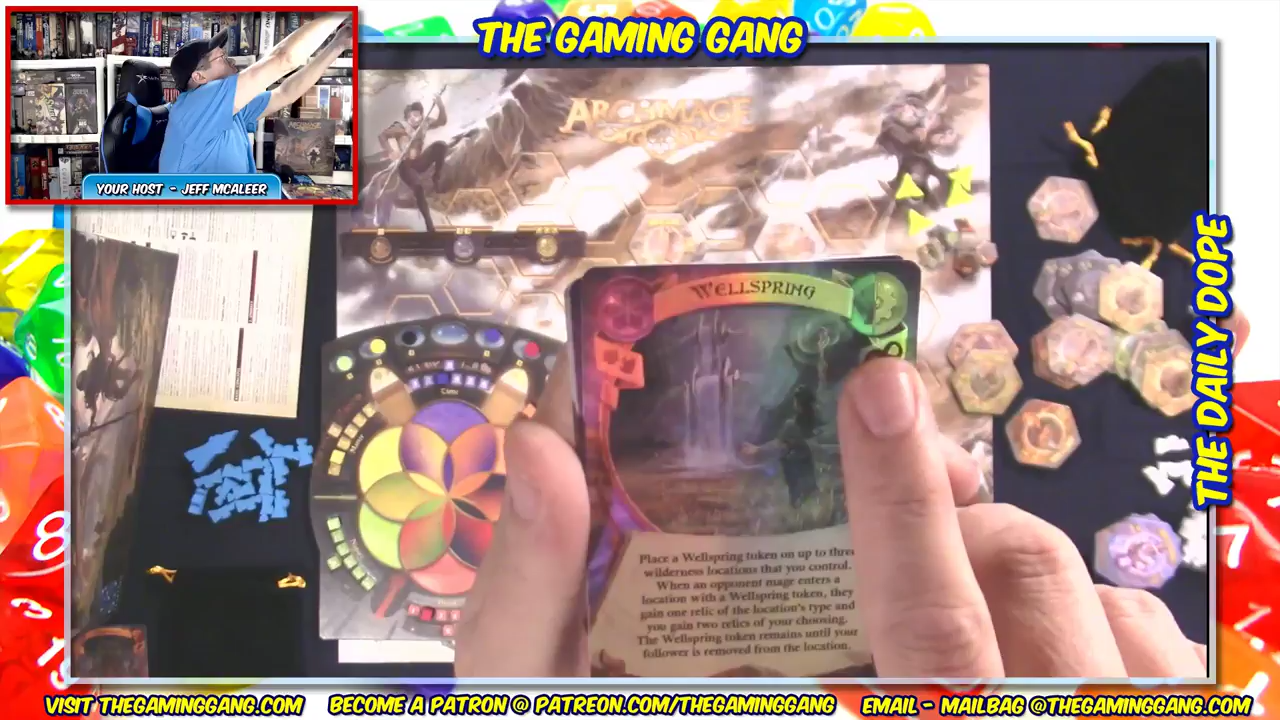 THE GAMING GANG
ARCHMAGE
YOUR HOST - JEFF MCALEER
WELLSPRING
Time
Place a Wellspring token on up to three
wilderness locations that you control.
When an opponent mage enters a
location with a Wellspring token, they
gain one relic of the location's type and
you gain two relics of your choosing.
The Wellspring token remains until your
follower is removed from the location.
THE DAILY DOPE
VISIT THEGAMINGGANG.COM
BECOME A PATRON @ PATREON.COM/THEGAMINGGANG
EMAIL - MAILBAG @THEGAMINGGANG.COM